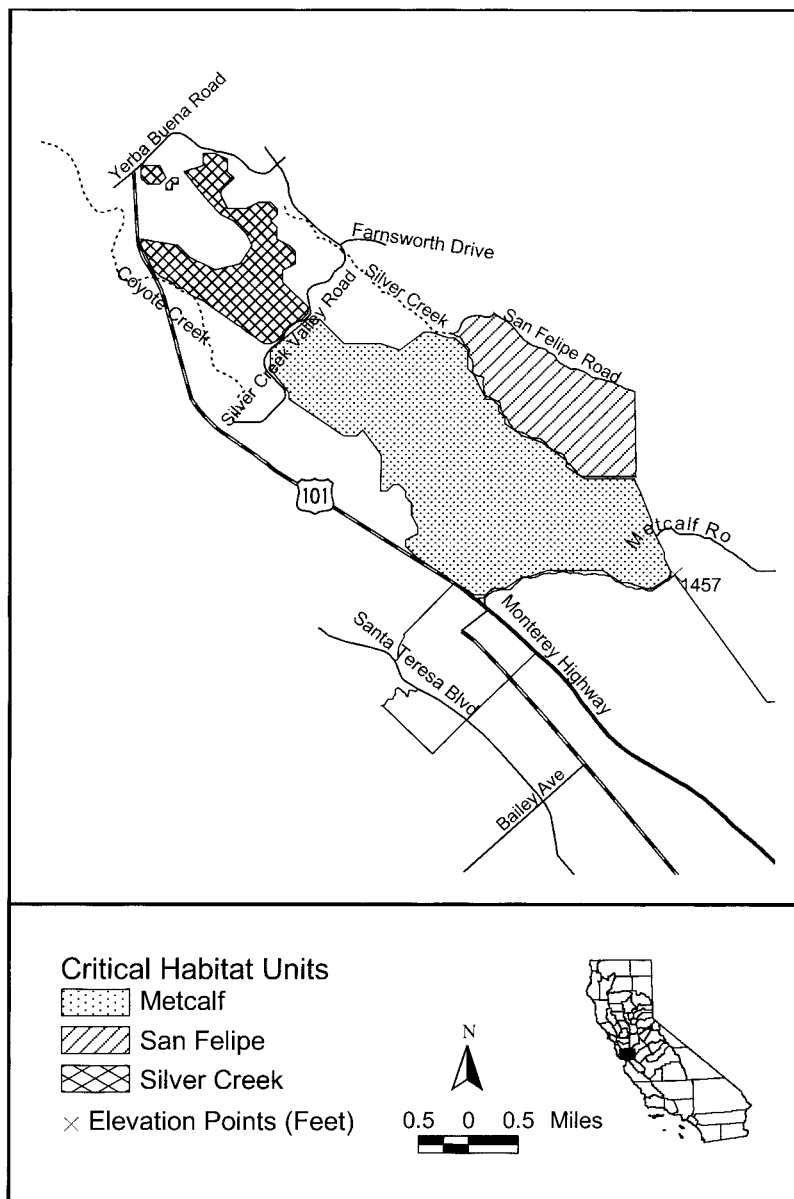 Yerba Buena Road
Farnsworth Drive
Silver Creek
Coyote Creek
San Felipe Road
Silver Creek Valley Road
101
Metcalf Ro
1457
Monterey Highway
Santa Teresa Blvd
Bailey Ave
Critical Habitat Units
Metcalf
San Felipe
Silver Creek
Elevation Points (Feet)
N
0.5 0 0.5 Miles